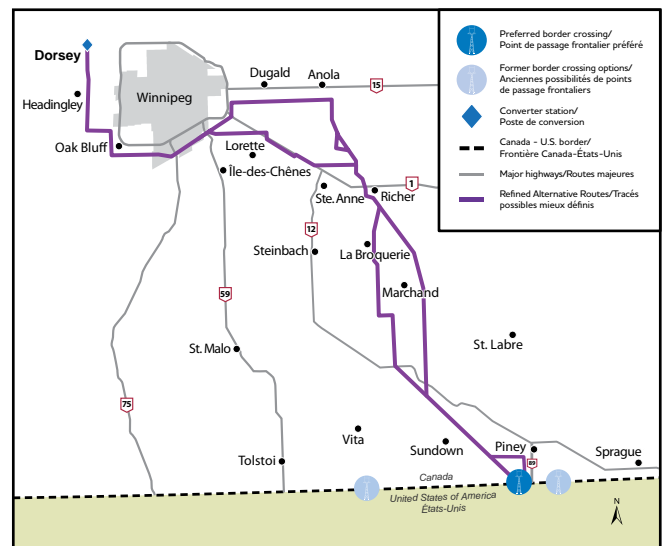 Dorsey
Headingley
Winnipeg
Oak Bluff
Dugald
Anola
15
Lorette
Île-des-Chênes
Ste. Anne
Richer
1
12
Steinbach
La Broquerie
59
Marchand
St. Malo
St. Labre
75
Vita
Sundown
Piney
Tolstoi
89
Sprague
Canada
United States of America
États-Unis
N
Preferred border crossing/
Point de passage frontalier préféré
Former border crossing options/
Anciennes possibilités de points
de passage frontaliers
Converter station/
Poste de conversion
Canada - U.S. border/
Frontière Canada-États-Unis
Major highways/Routes majeures
Refined Alternative Routes/Tracés
possibles mieux définis